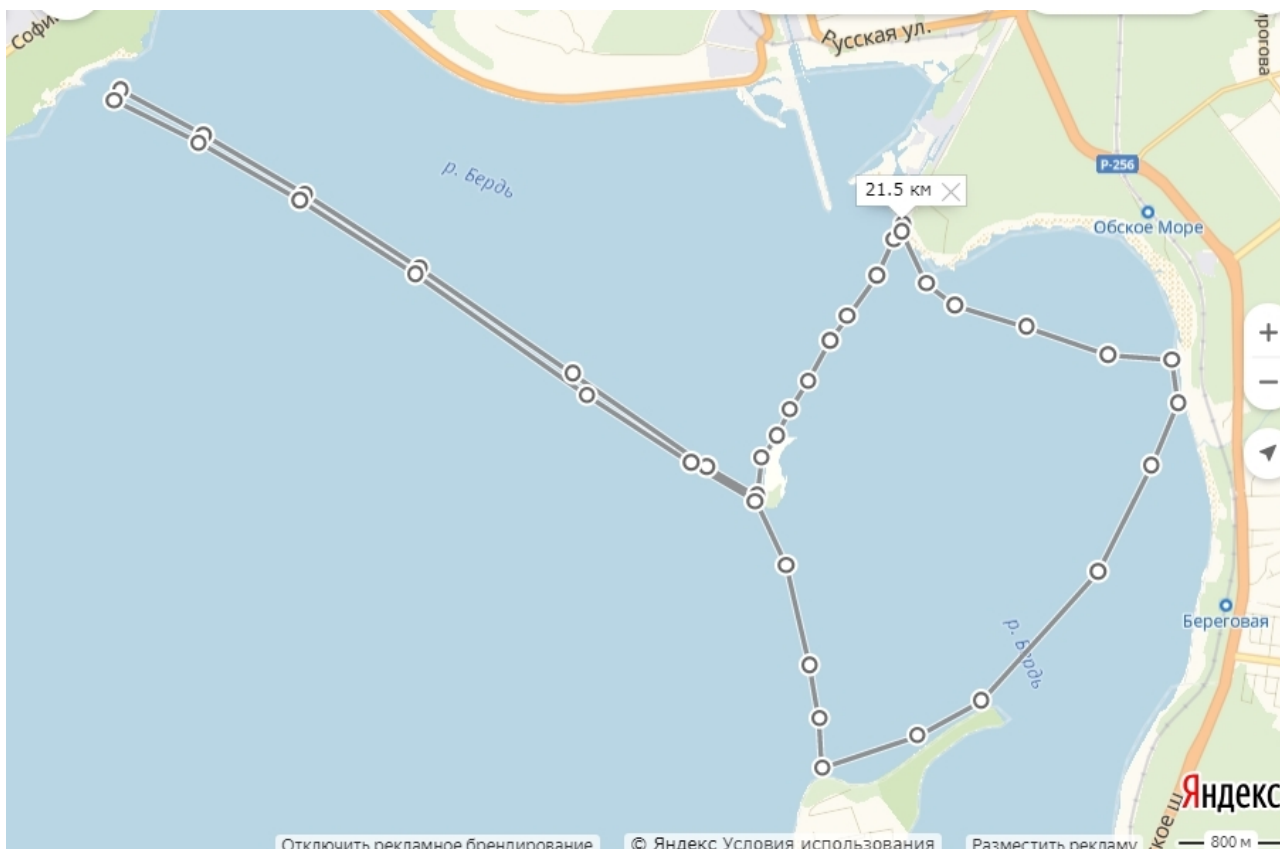 Русская ул.
р. Бердь
Р-256
21.5 км
Обское Море
р. Бердь
Береговая
Яндекс
Отключить рекламное брендирование
© Яндекс Условия использования
Разместить рекламу
800 м